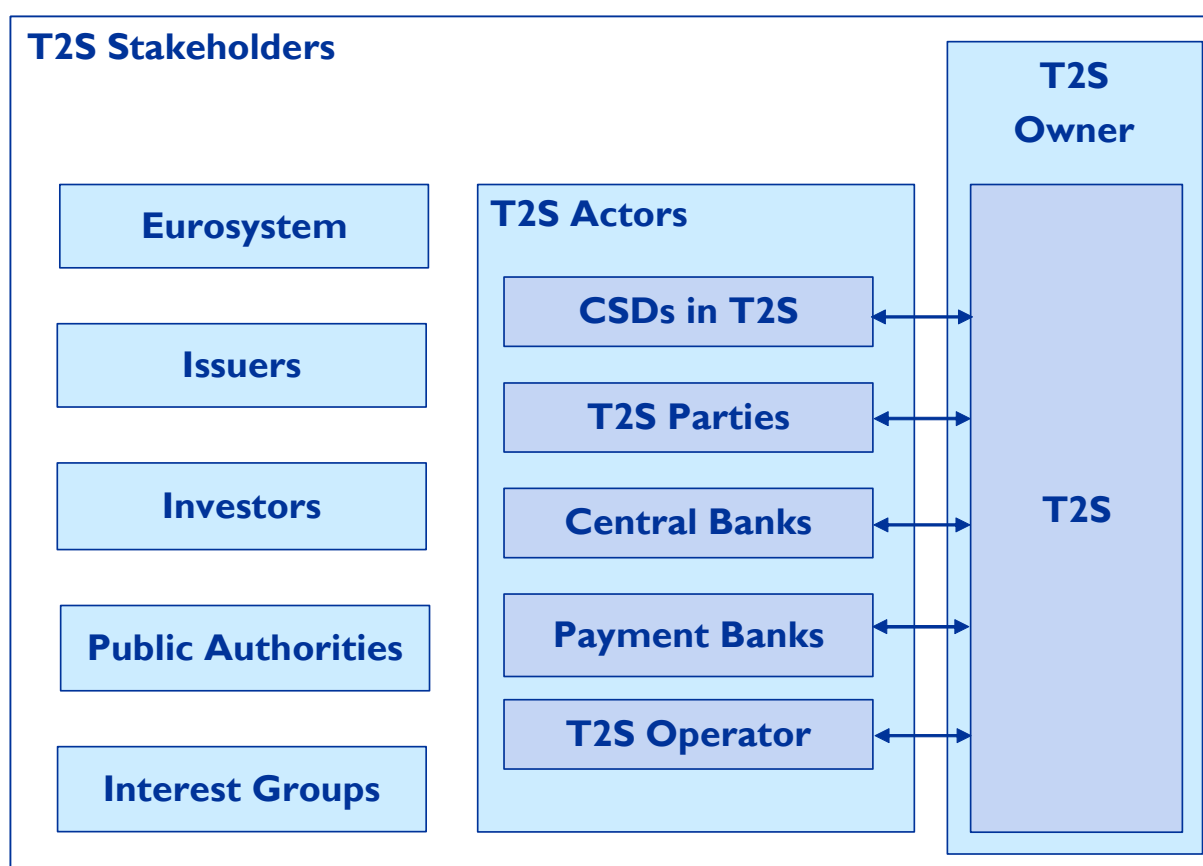 T2S Stakeholders
T2S
Owner
Eurosystem
Issuers
Investors
Public Authorities
Interest Groups
T2S Actors
CSDs in T2S
T2S Parties
Central Banks
Payment Banks
T2S Operator
T2S